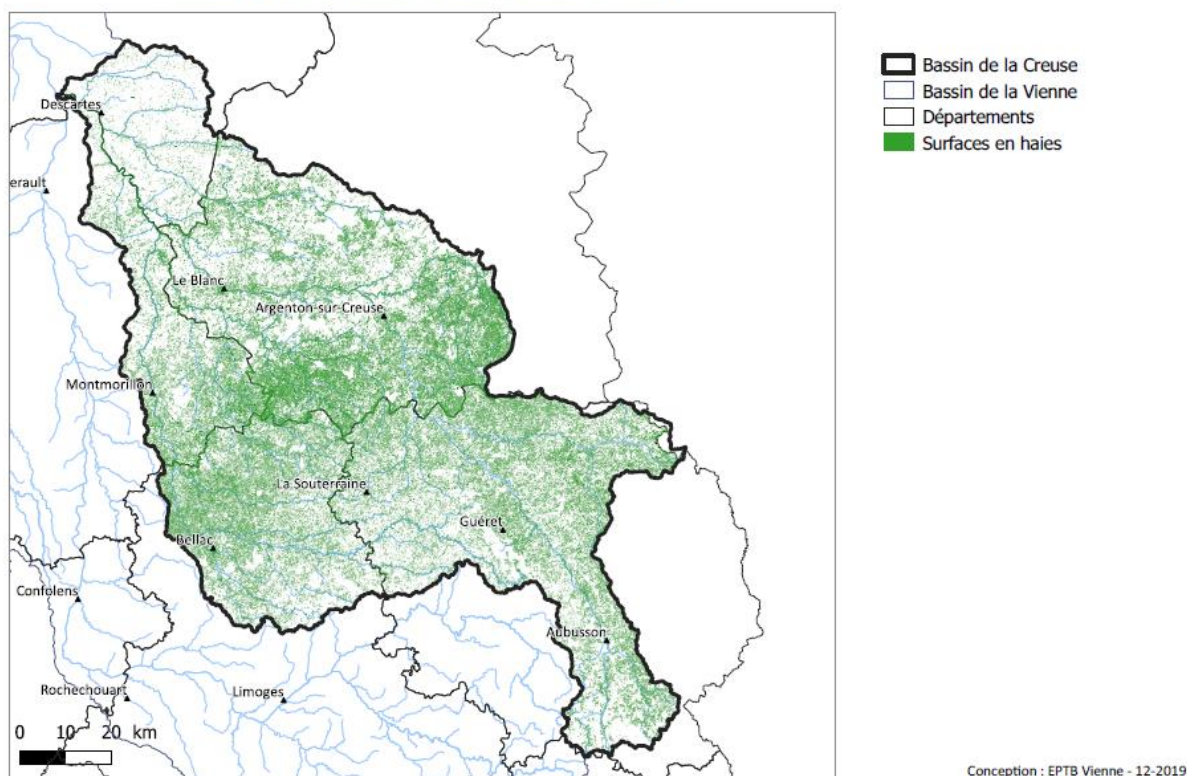 Bassin de la Creuse
Bassin de la Vienne
Départements
Surfaces en haies
Descartes
erault
Le Blanc
Argenton-sur-Creuse
Montmorillon
La Souterraine
Guéret
Bellac
Confolens
Aubusson
Rochechouart
Limoges
0 10 20 km
Conception : EPTB Vienne - 12-2019